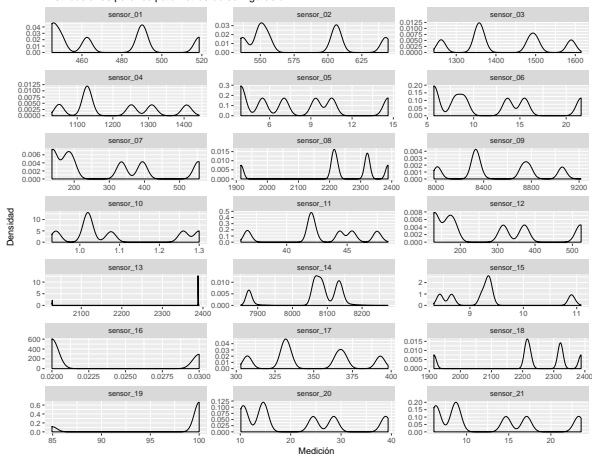 sensor_01 sensor_02 sensor_03
0.04 0.03 0.0125
0.03 0.02 0.0100
0.02 0.01 0.0075
0.01 0.00 0.0050
0.00 0.0025
0.0000
460 480 500 520 550 575 600 625 1300 1400 1500 1600
sensor_04 sensor_05 sensor_06
0.0125 0.3 0.20
0.0100 0.2 0.15
0.0075 0.1 0.10
0.0050 0.0 0.05
0.0025 0.00
0.0000
1100 1200 1300 1400 6 9 12 15 5 10 15 20
sensor_07 sensor_08 sensor_09
0.006 0.015 0.004
0.004 0.010 0.003
0.002 0.005 0.002
0.000 0.000 0.001
0.000
200 300 400 500 1900 2000 2100 2200 2300 2400 8000 8400 8800 9200
Densidad
sensor_10 sensor_11 sensor_12
10 0.5 0.008
5 0.4 0.006
0 0.3 0.004
0.2 0.002
0.1 0.000
0.0
1.0 1.1 1.2 1.3 40 45 200 300 400 500
sensor_13 sensor_14 sensor_15
10 0.010 2
5 0.005 1
0 0.000 0
2100 2200 2300 2400 7900 8000 8100 8200 9 10 11
sensor_16 sensor_17 sensor_18
600 0.04 0.015
400 0.03 0.010
200 0.02 0.005
0 0.01 0.000
0.00
0.020 0.0225 0.025 0.0275 0.030 300 325 350 375 400 1900 2000 2100 2200 2300 2400
sensor_19 sensor_20 sensor_21
0.6 0.125 0.20
0.4 0.100 0.15
0.2 0.075 0.10
0.0 0.050 0.05
0.025 0.00
0.000
85 90 95 100 10 20 30 40 10 15 20
Medición